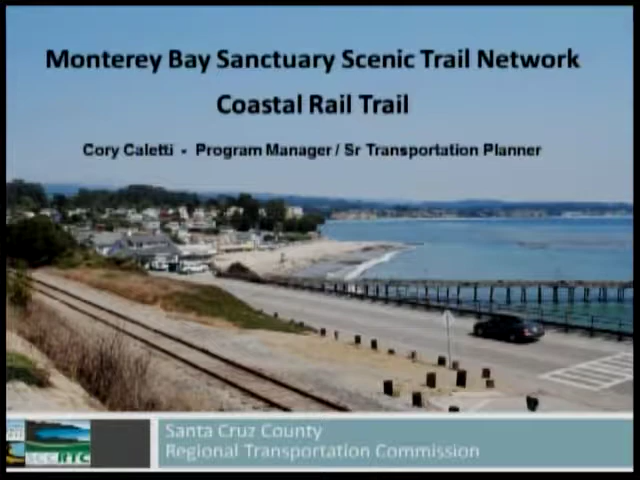 Monterey Bay Sanctuary Scenic Trail Network
Coastal Rail Trail
Cory Caletti - Program Manager / Sr Transportation Planner
Santa Cruz County
Regional Transportation Commission
SCCRTC